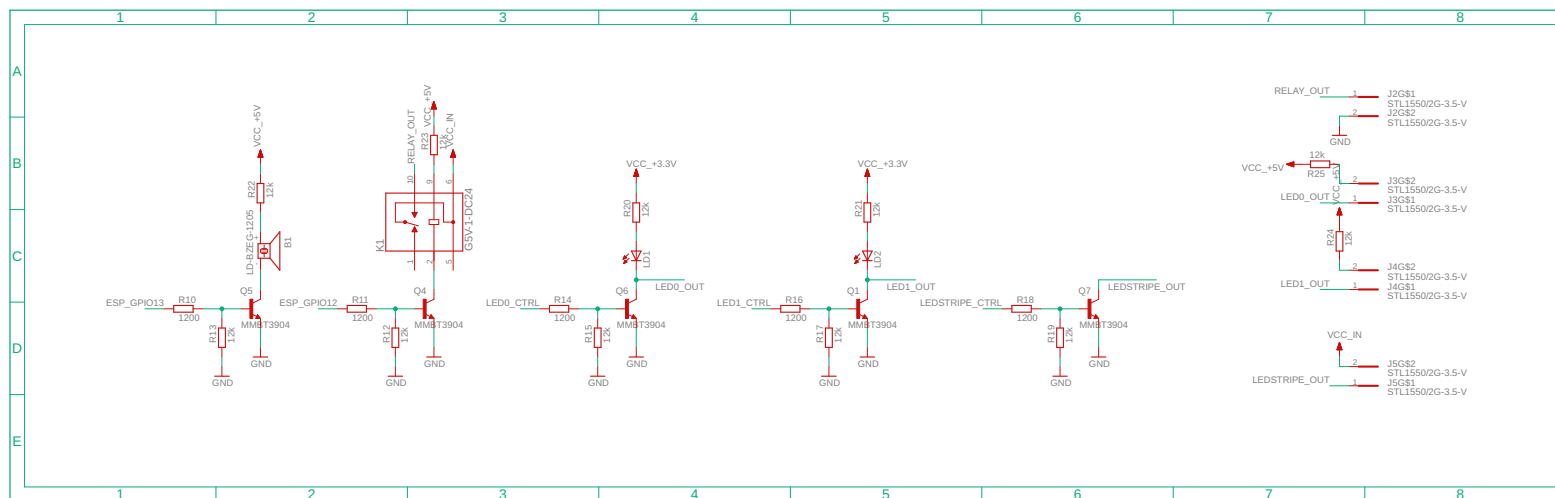 1 2 3 4 5 6 7 8
A
B
C
D
E
VCC_+5V
R22
12k
LD-BZEG-1205
B1
Q5
ESP_GPIO13
R10
1200
MMBT3904
R13
12k
GND
GND
RELAY_OUT
VCC_+5V
VCC_IN
R23
12k
10
9
6
K1
G5V-1-DC24
1
2
5
Q4
ESP_GPIO12
R11
1200
MMBT3904
R12
12k
GND
GND
VCC_+3.3V
R20
12k
LD1
LED0_OUT
Q6
LED0_CTRL
R14
1200
MMBT3904
R15
12k
GND
GND
VCC_+3.3V
R21
12k
LD2
LED1_OUT
Q1
LED1_CTRL
R16
1200
MMBT3904
R17
12k
GND
GND
LEDSTRIPE_OUT
Q7
LEDSTRIPE_CTRL
R18
1200
MMBT3904
R19
12k
GND
GND
RELAY_OUT
1
J2G$1
STL1550/2G-3.5-V
2
J2G$2
STL1550/2G-3.5-V
GND
VCC_+5V
12k
R25
2
J3G$2
STL1550/2G-3.5-V
LED0_OUT
1
J3G$1
STL1550/2G-3.5-V
VCC_+5V
R24
12k
2
J4G$2
STL1550/2G-3.5-V
LED1_OUT
1
J4G$1
STL1550/2G-3.5-V
VCC_IN
2
J5G$2
STL1550/2G-3.5-V
LEDSTRIPE_OUT
1
J5G$1
STL1550/2G-3.5-V
1 2 3 4 5 6 7 8